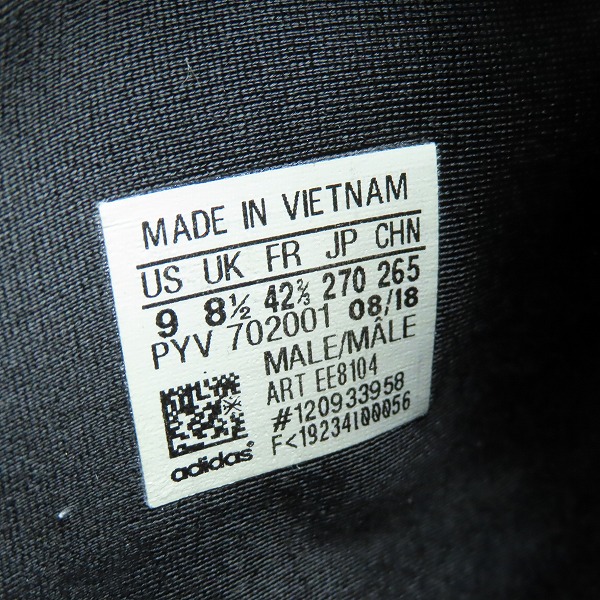 MADE IN VIETNAM
US UK FR JP CHN
9 8½ 42⅔ 270 265
PYV 702001 08/18
MALE/MÂLE
ART EE8104
#120933958
F<19234100056
adidas®